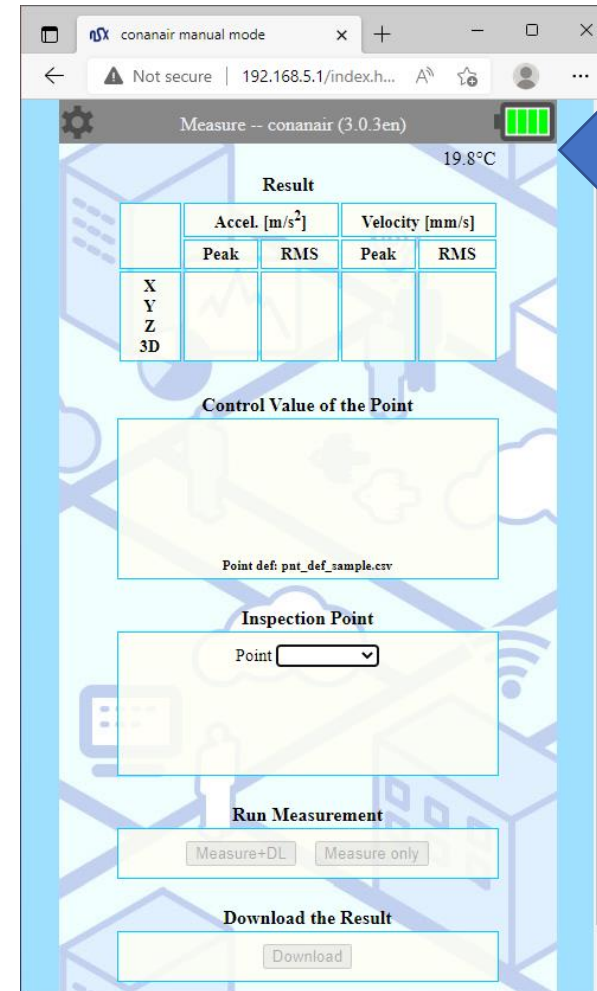 nsx conanair manual mode
Not secure | 192.168.5.1/index.h...
Measure -- conanair (3.0.3en)
19.8°C
Result
Accel. [m/s²] Velocity [mm/s]
Peak RMS Peak RMS
X
Y
Z
3D
Control Value of the Point
Point def: pnt_def_sample.csv
Inspection Point
Point
Run Measurement
Measure+DL Measure only
Download the Result
Download